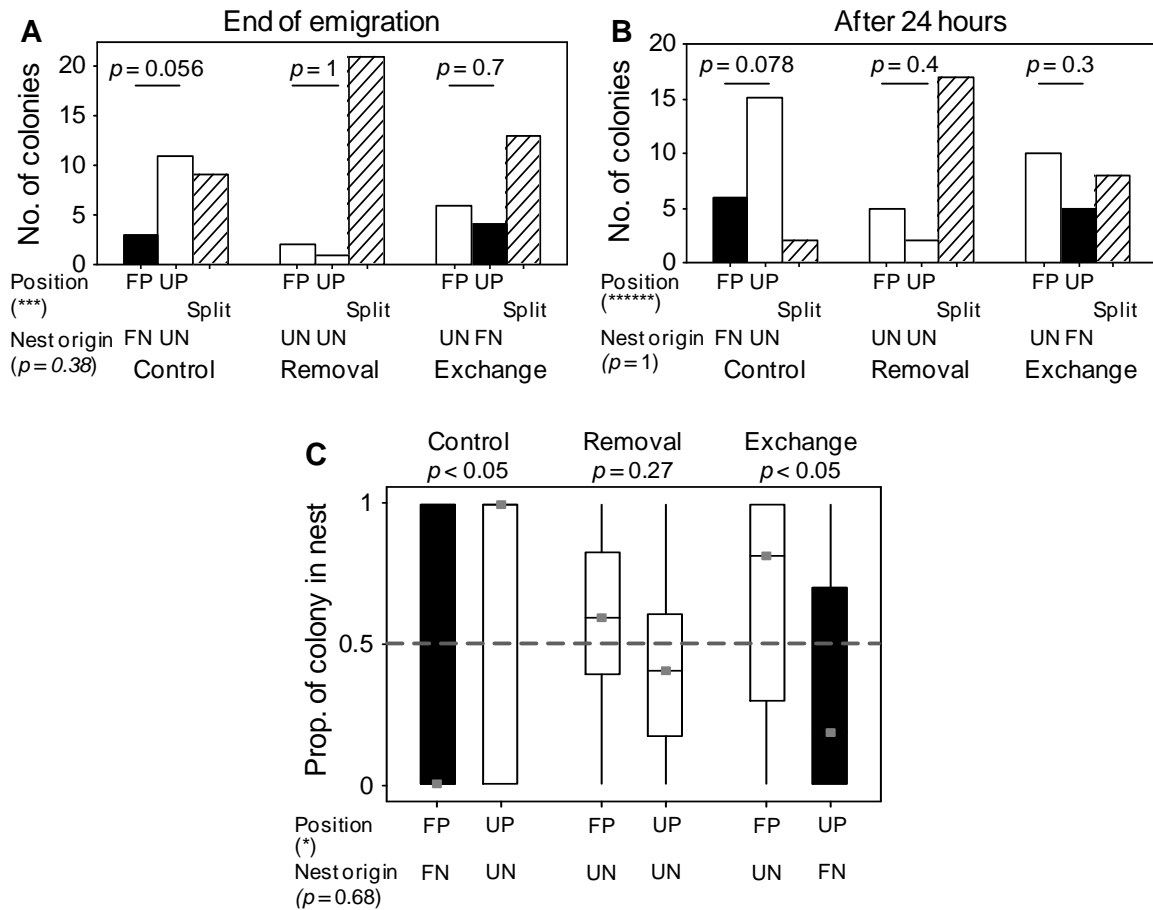 A
End of emigration
No. of colonies
20
15
10
5
0
p = 0.056
p = 1
p = 0.7
Position
(***)
FP UP
FP UP
FP UP
Split
Split
Split
Nest origin
(p = 0.38)
FN UN
UN UN
UN FN
Control
Removal
Exchange
B
After 24 hours
No. of colonies
20
15
10
5
0
p = 0.078
p = 0.4
p = 0.3
Position
(******)
FP UP
FP UP
FP UP
Split
Split
Split
Nest origin
(p = 1)
FN UN
UN UN
UN FN
Control
Removal
Exchange
C
Control
Removal
Exchange
p < 0.05
p = 0.27
p < 0.05
Prop. of colony in nest
1
0.5
0
Position
(*)
FP UP FP UP FP UP
Nest origin
(p = 0.68)
FN UN UN UN UN FN